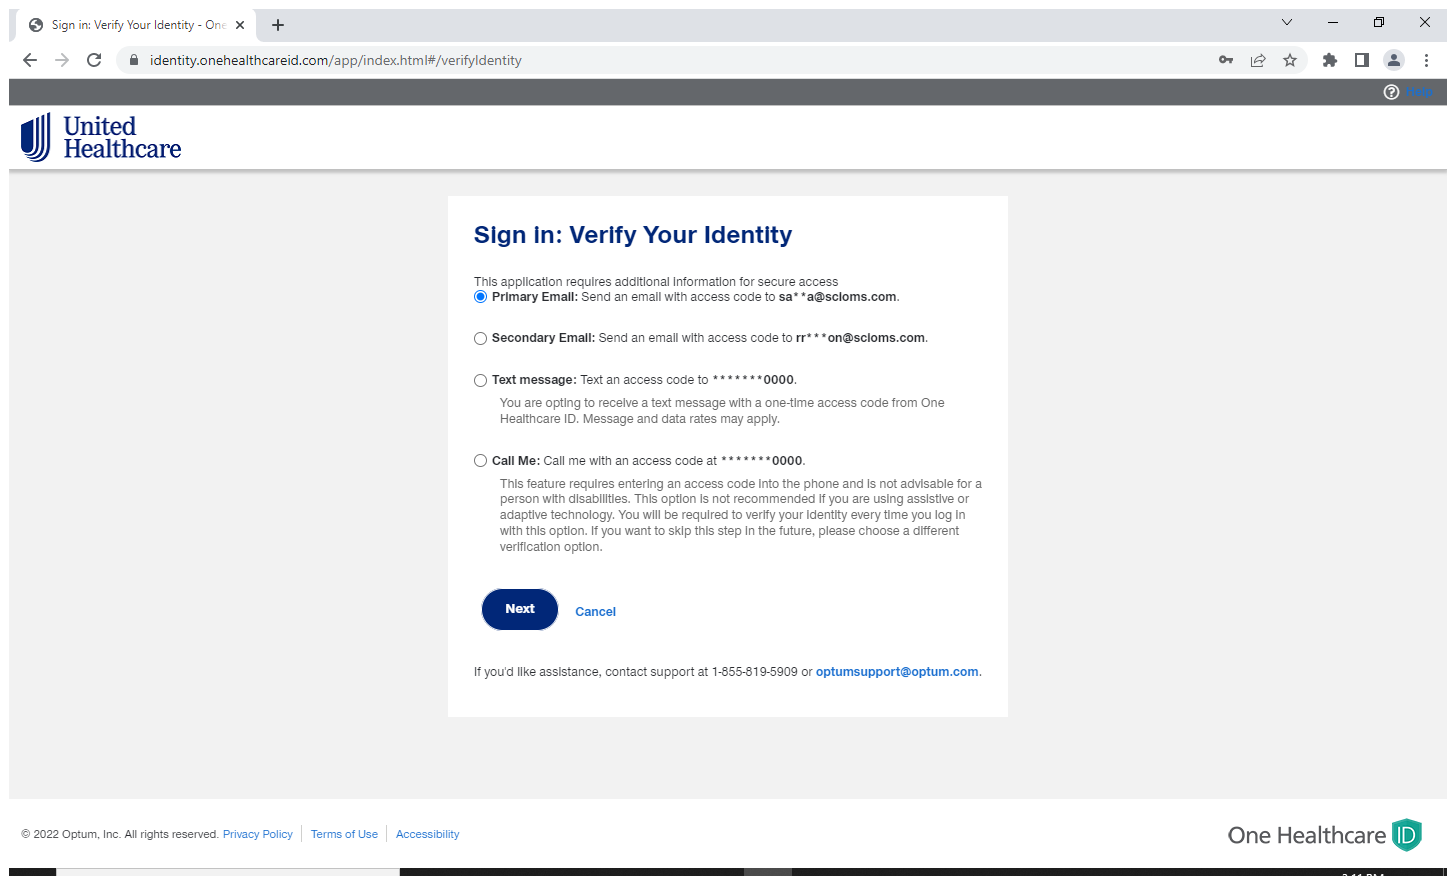 Sign in: Verify Your Identity - One
identity.onehealthcareid.com/app/index.html#/verifyIdentity
Help
United
Healthcare
Sign in: Verify Your Identity
This application requires additional information for secure access
Primary Email: Send an email with access code to sa**a@scioms.com.
Secondary Email: Send an email with access code to rr***on@scioms.com.
Text message: Text an access code to *******0000.
You are opting to receive a text message with a one-time access code from One
Healthcare ID. Message and data rates may apply.
Call Me: Call me with an access code at *******0000.
This feature requires entering an access code into the phone and is not advisable for a
person with disabilities. This option is not recommended if you are using assistive or
adaptive technology. You will be required to verify your identity every time you log in
with this option. If you want to skip this step in the future, please choose a different
verification option.
Next Cancel
If you'd like assistance, contact support at 1-855-819-5909 or optumsupport@optum.com.
© 2022 Optum, Inc. All rights reserved. Privacy Policy Terms of Use Accessibility
One Healthcare ID